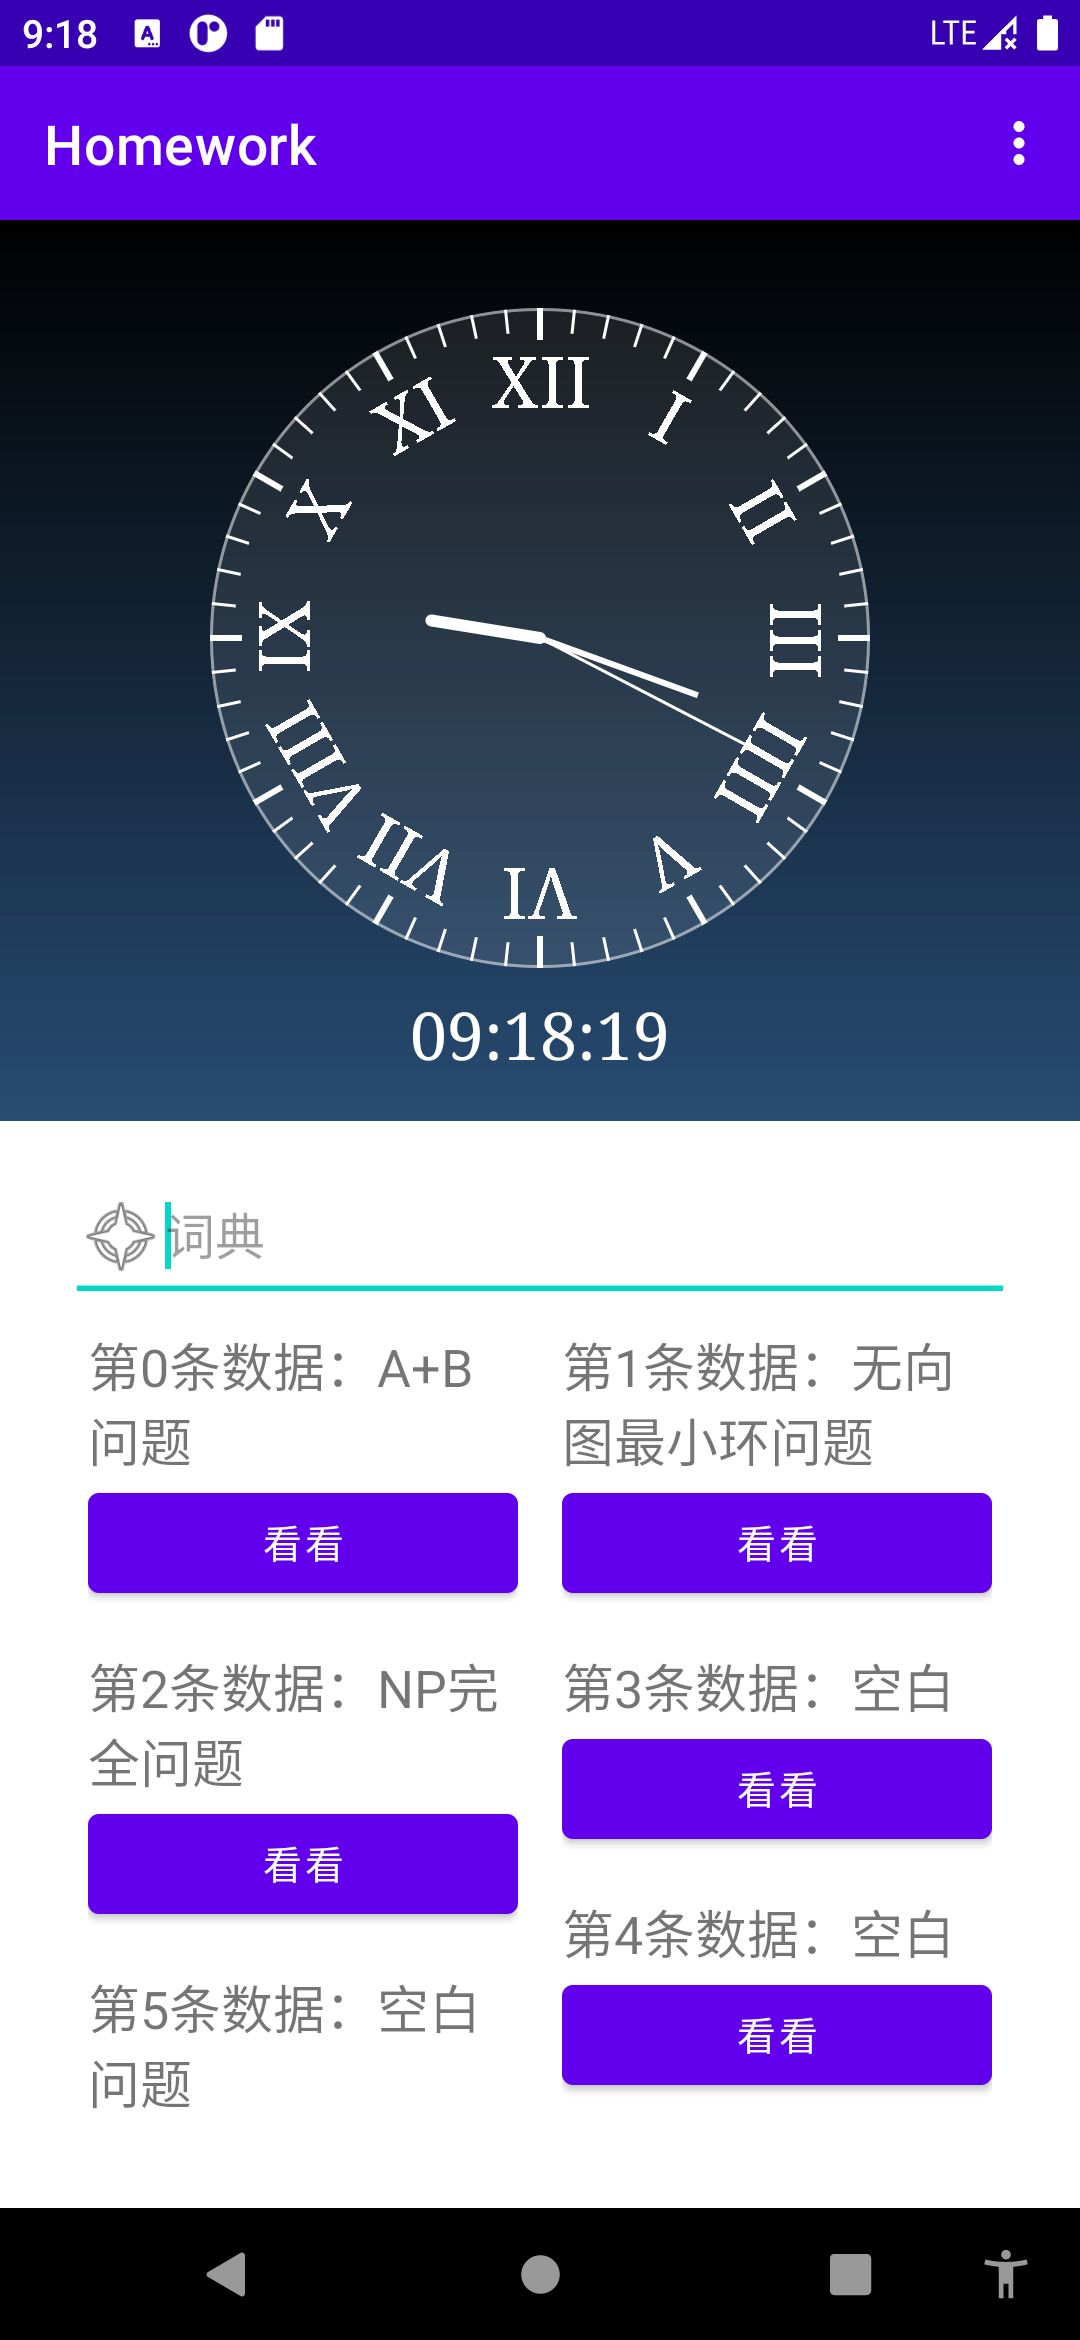 9:18 LTE
Homework
XII
I
II
III
IIII
V
VI
VII
VIII
IX
X
XI
09:18:19
词典
第0条数据：A+B
问题
看看
第1条数据：无向
图最小环问题
看看
第2条数据：NP完
全问题
看看
第3条数据：空白
看看
第4条数据：空白
看看
第5条数据：空白
问题